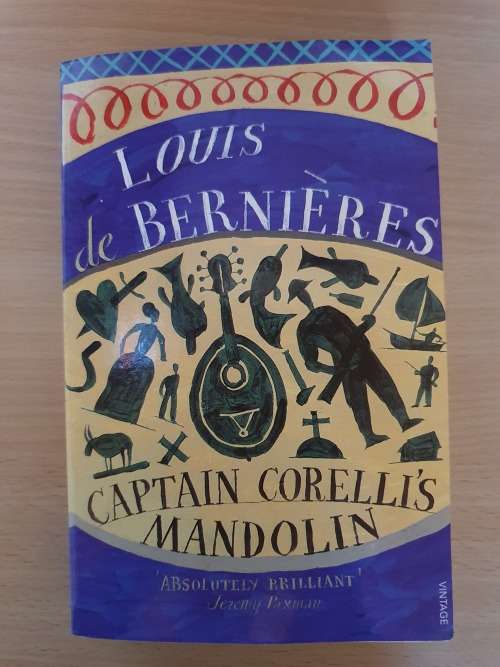 LOUIS
de BERNIÈRES
CAPTAIN CORELLI'S
MANDOLIN
'ABSOLUTELY BRILLIANT'
Jeremy Paxman
VINTAGE